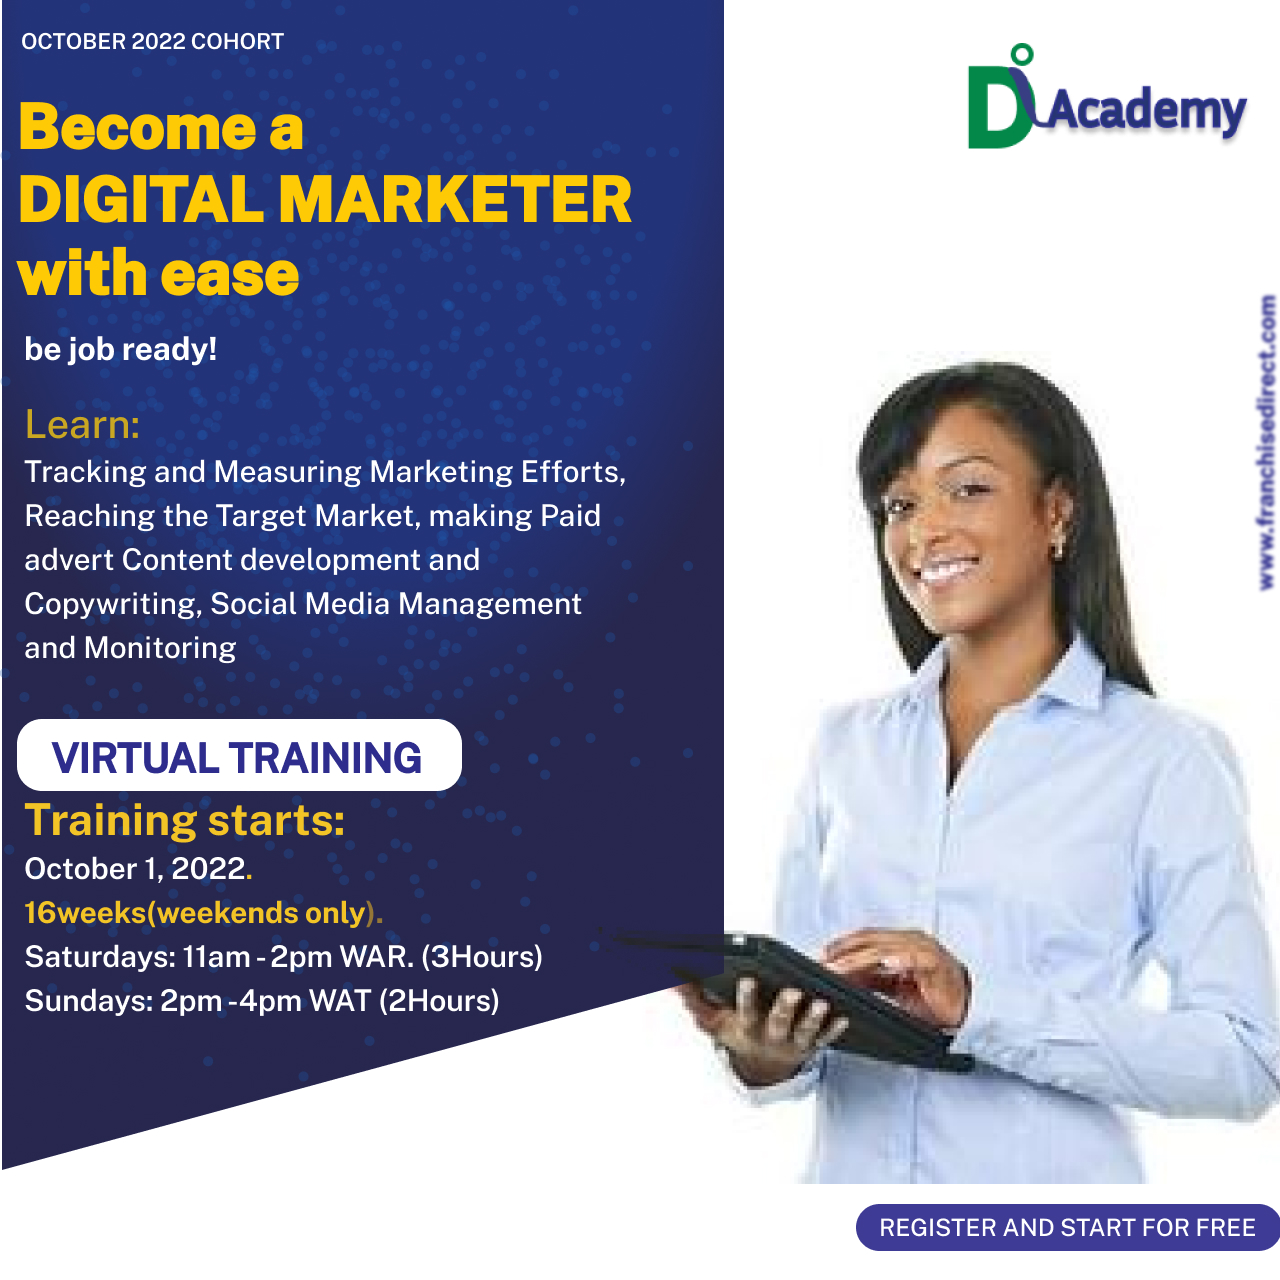 OCTOBER 2022 COHORT
Become a
DIGITAL MARKETER
with ease
be job ready!
Learn:
Tracking and Measuring Marketing Efforts,
Reaching the Target Market, making Paid
advert Content development and
Copywriting, Social Media Management
and Monitoring
VIRTUAL TRAINING
Training starts:
October 1, 2022.
16weeks(weekends only).
Saturdays: 11am - 2pm WAR. (3Hours)
Sundays: 2pm -4pm WAT (2Hours)
Di Academy
www.franchisedirect.com
REGISTER AND START FOR FREE